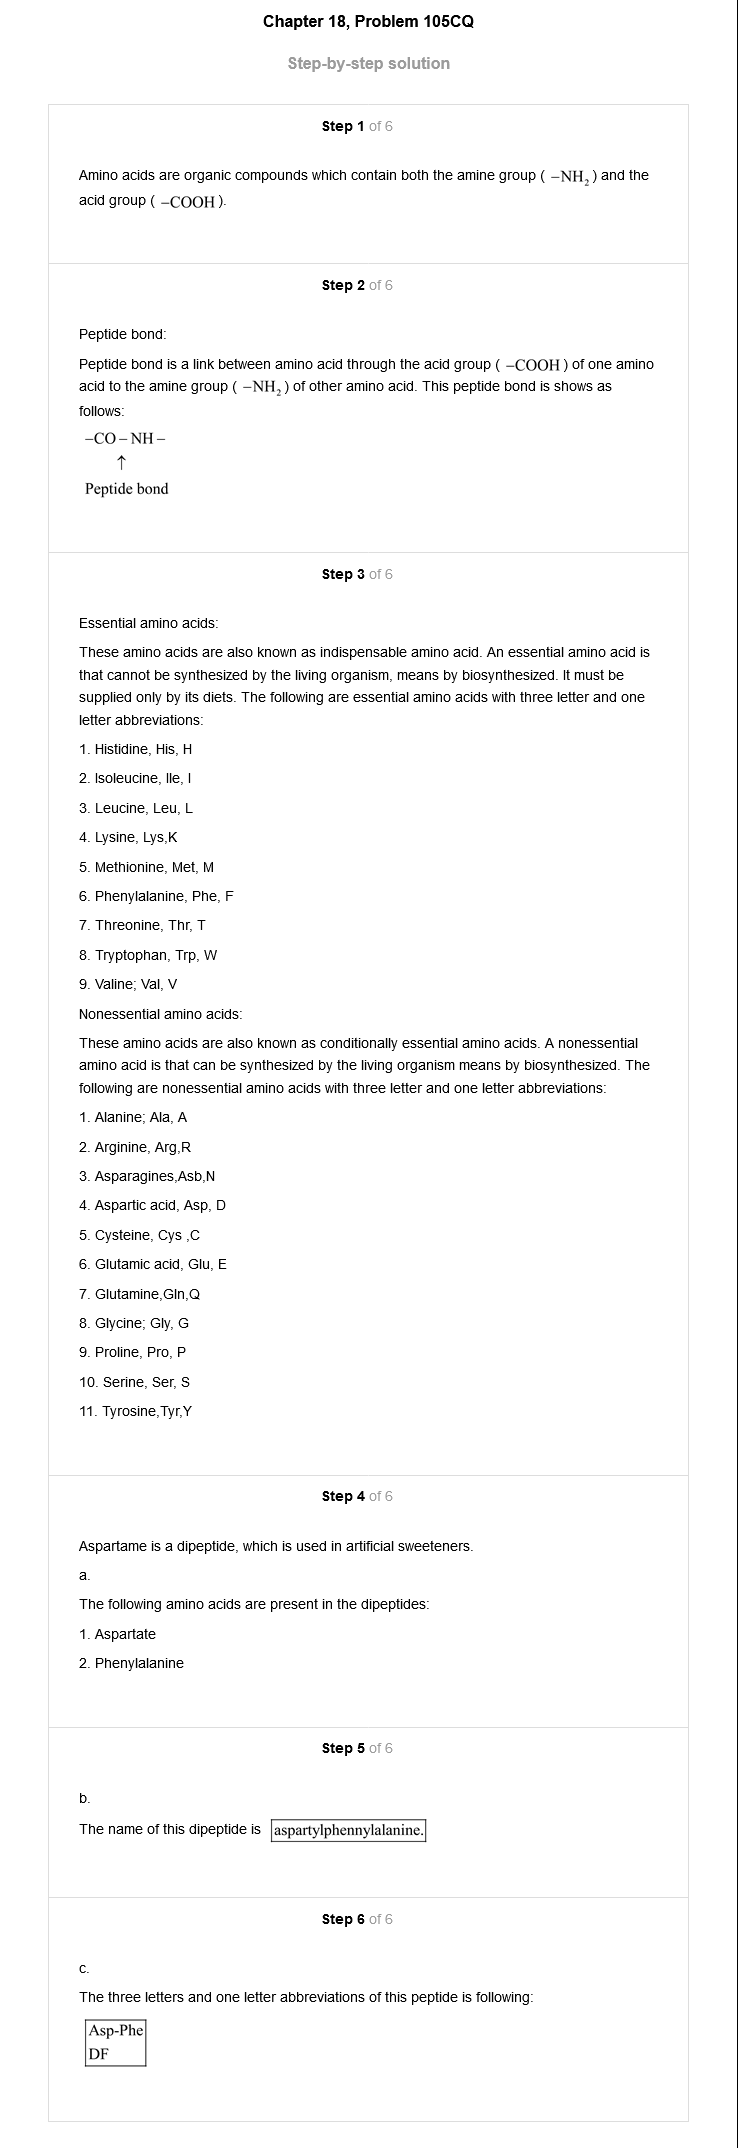 Chapter 18, Problem 105CQ
Step-by-step solution
Step 1 of 6
Amino acids are organic compounds which contain both the amine group ( –NH₂ ) and the
acid group ( –COOH ).
Step 2 of 6
Peptide bond:
Peptide bond is a link between amino acid through the acid group ( –COOH ) of one amino
acid to the amine group ( –NH₂ ) of other amino acid. This peptide bond is shows as
follows:
–CO – NH –
↑
Peptide bond
Step 3 of 6
Essential amino acids:
These amino acids are also known as indispensable amino acid. An essential amino acid is
that cannot be synthesized by the living organism, means by biosynthesized. It must be
supplied only by its diets. The following are essential amino acids with three letter and one
letter abbreviations:
1. Histidine, His, H
2. Isoleucine, Ile, I
3. Leucine, Leu, L
4. Lysine, Lys,K
5. Methionine, Met, M
6. Phenylalanine, Phe, F
7. Threonine, Thr, T
8. Tryptophan, Trp, W
9. Valine; Val, V
Nonessential amino acids:
These amino acids are also known as conditionally essential amino acids. A nonessential
amino acid is that can be synthesized by the living organism means by biosynthesized. The
following are nonessential amino acids with three letter and one letter abbreviations:
1. Alanine; Ala, A
2. Arginine, Arg,R
3. Asparagines,Asb,N
4. Aspartic acid, Asp, D
5. Cysteine, Cys ,C
6. Glutamic acid, Glu, E
7. Glutamine,Gln,Q
8. Glycine; Gly, G
9. Proline, Pro, P
10. Serine, Ser, S
11. Tyrosine,Tyr,Y
Step 4 of 6
Aspartame is a dipeptide, which is used in artificial sweeteners.
a.
The following amino acids are present in the dipeptides:
1. Aspartate
2. Phenylalanine
Step 5 of 6
b.
The name of this dipeptide is aspartylphennylalanine.
Step 6 of 6
c.
The three letters and one letter abbreviations of this peptide is following:
Asp-Phe
DF